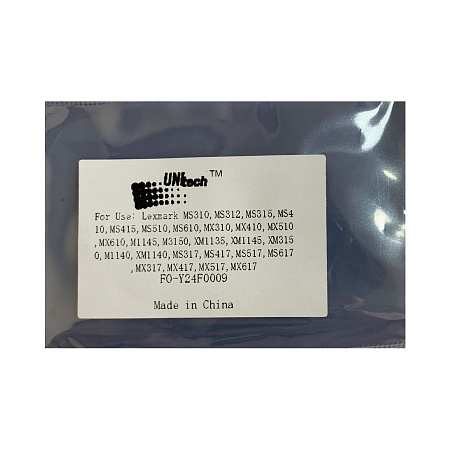 UNItech™
For Use: Lexmark MS310,MS312,MS315,MS4
10,MS415,MS510,MS610,MX310,MX410,MX510
,MX610,M1145,M3150,XM1135,XM1145,XM315
0,M1140,XM1140,MS317,MS417,MS517,MS617
,MX317,MX417,MX517,MX617
FO-Y24F0009
Made in China